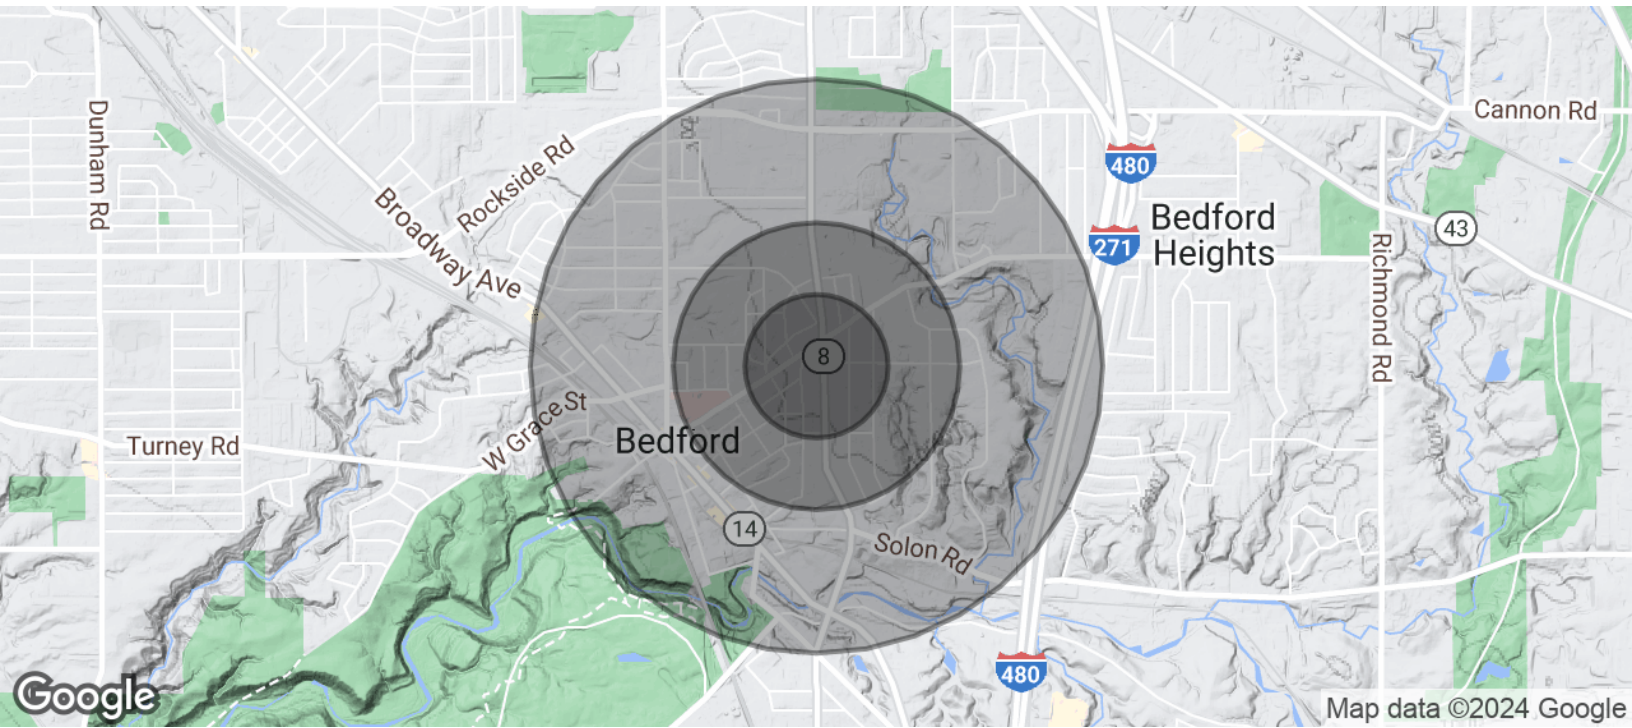 Cannon Rd
Dunham Rd
Rockside Rd
480
Broadway Ave
Bedford
Heights
271
43
Richmond Rd
8
W Grace St
Bedford
Turney Rd
14
Solon Rd
480
Google
Map data ©2024 Google